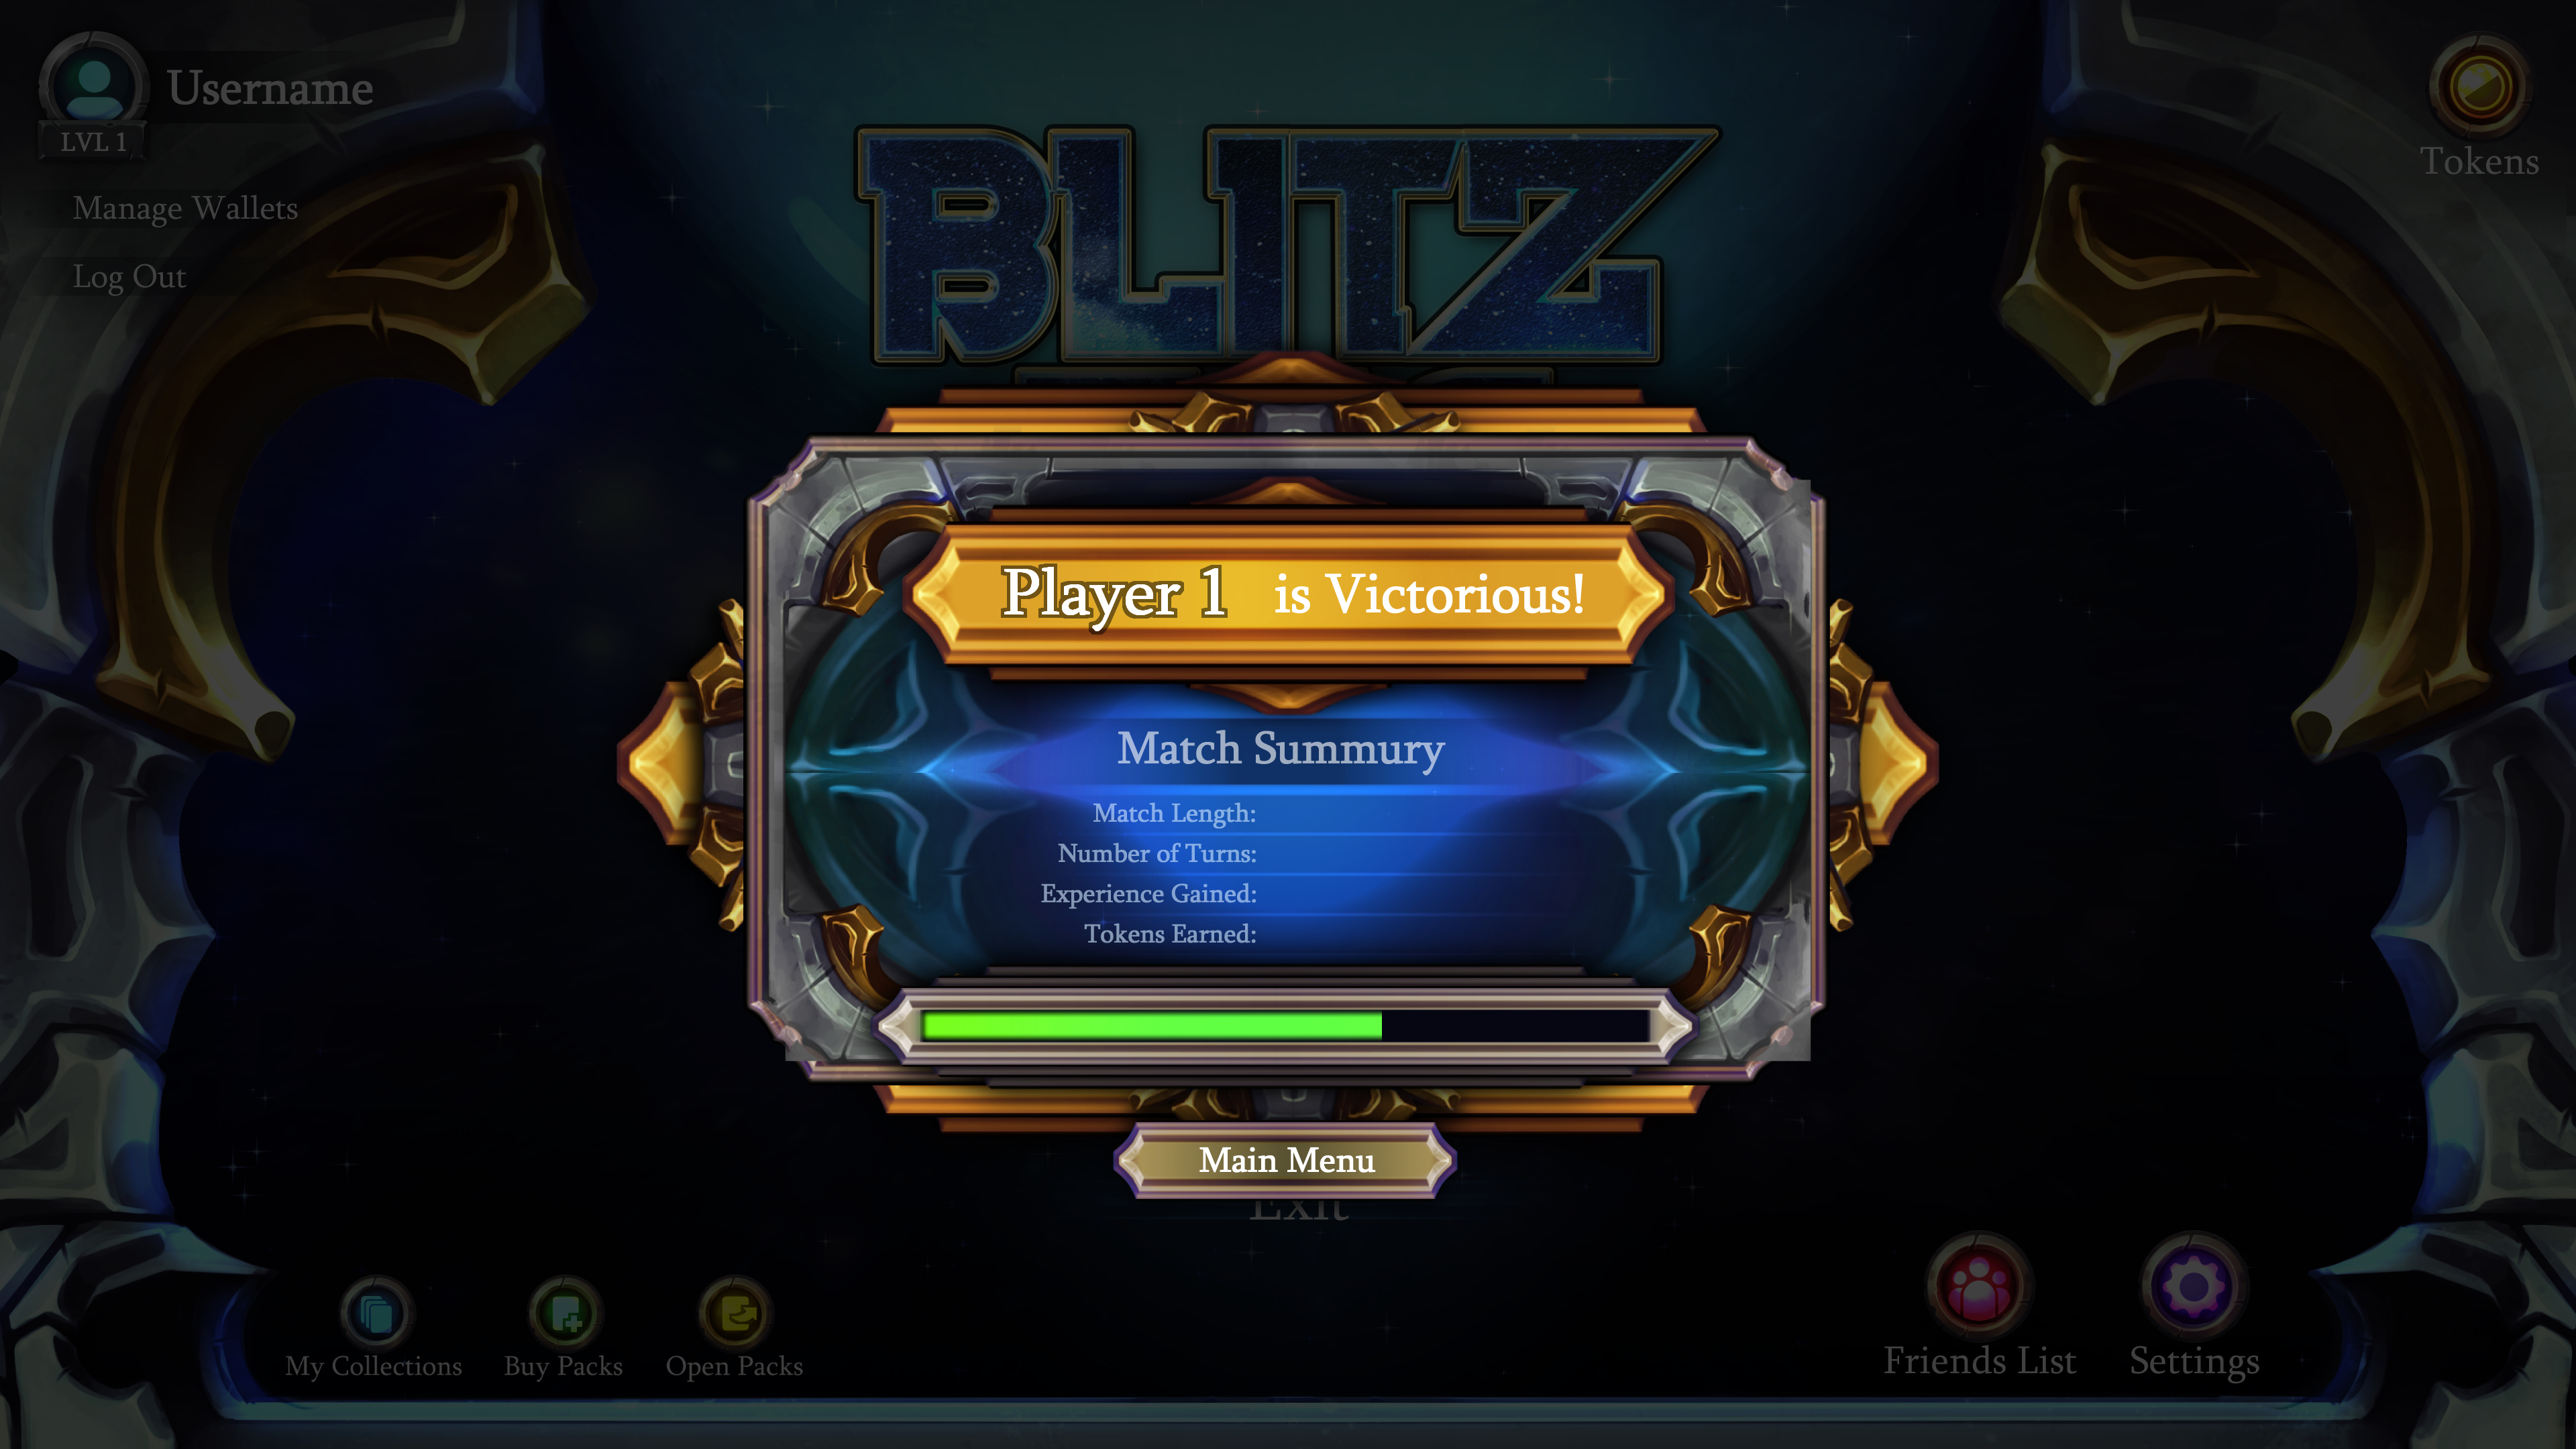 Username
LVL 1
Manage Wallets
Log Out
Tokens
BLITZ
Player 1 is Victorious!
Match Summury
Match Length:
Number of Turns:
Experience Gained:
Tokens Earned:
Main Menu
Exit
My Collections
Buy Packs
Open Packs
Friends List
Settings